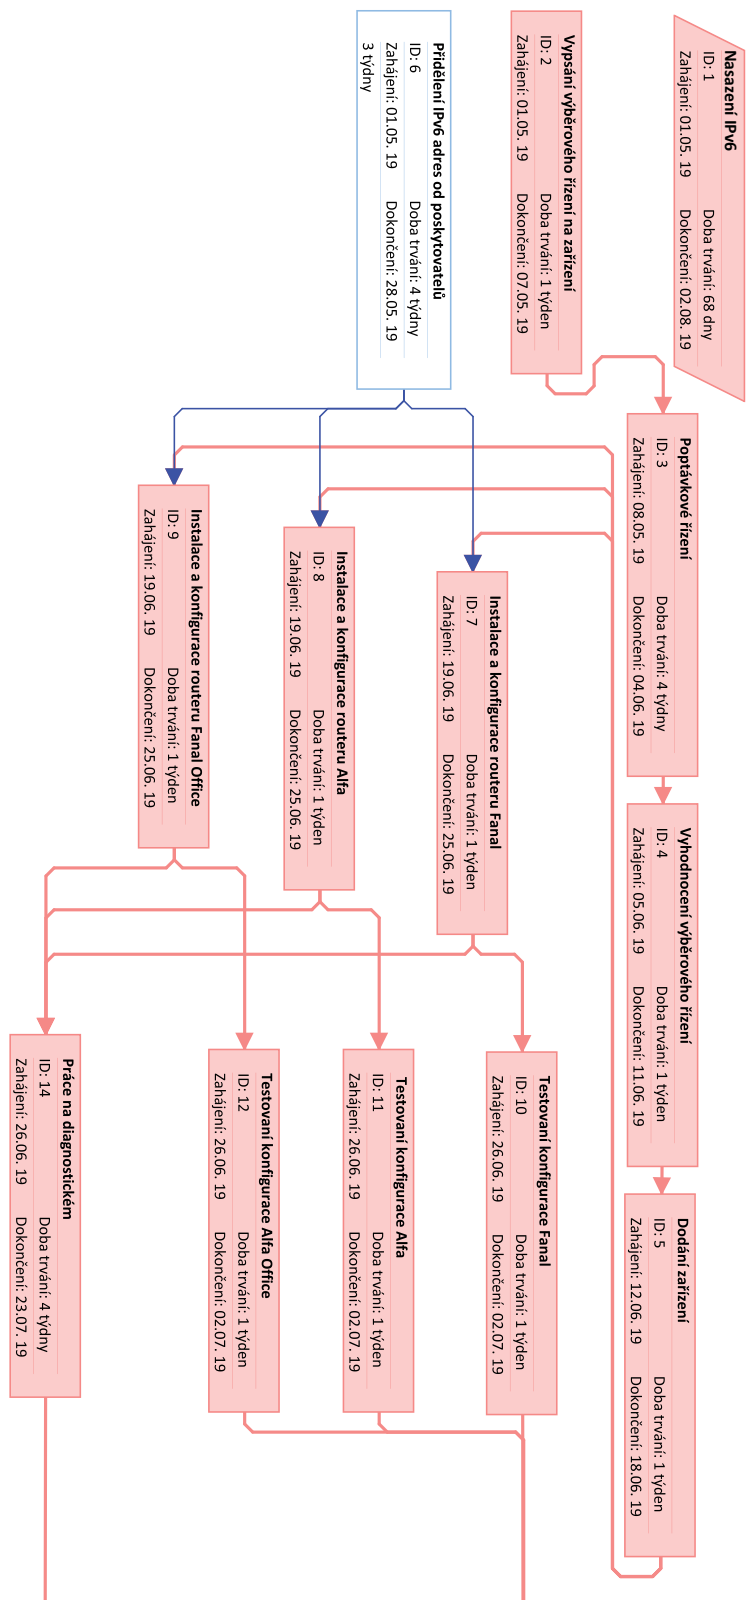 Nasazení IPv6
ID: 1 Doba trvání: 68 dny
Zahájení: 01.05. 19 Dokončení: 02.08. 19
Vypsání výběrového řízení na zařízení
ID: 2 Doba trvání: 1 týden
Zahájení: 01.05. 19 Dokončení: 07.05. 19
Poptávkové řízení
ID: 3 Doba trvání: 4 týdny
Zahájení: 08.05. 19 Dokončení: 04.06. 19
Vyhodnocení výběrového řízení
ID: 4 Doba trvání: 1 týden
Zahájení: 05.06. 19 Dokončení: 11.06. 19
Dodání zařízení
ID: 5 Doba trvání: 1 týden
Zahájení: 12.06. 19 Dokončení: 18.06. 19
Přidělení IPv6 adres od poskytovatelů
ID: 6 Doba trvání: 4 týdny
Zahájení: 01.05. 19 Dokončení: 28.05. 19
3 týdny
Instalace a konfigurace routeru Fanal
ID: 7 Doba trvání: 1 týden
Zahájení: 19.06. 19 Dokončení: 25.06. 19
Instalace a konfigurace routeru Alfa
ID: 8 Doba trvání: 1 týden
Zahájení: 19.06. 19 Dokončení: 25.06. 19
Instalace a konfigurace routeru Fanal Office
ID: 9 Doba trvání: 1 týden
Zahájení: 19.06. 19 Dokončení: 25.06. 19
Testovaní konfigurace Fanal
ID: 10 Doba trvání: 1 týden
Zahájení: 26.06. 19 Dokončení: 02.07. 19
Testovaní konfigurace Alfa
ID: 11 Doba trvání: 1 týden
Zahájení: 26.06. 19 Dokončení: 02.07. 19
Testovaní konfigurace Alfa Office
ID: 12 Doba trvání: 1 týden
Zahájení: 26.06. 19 Dokončení: 02.07. 19
Práce na diagnostickém
ID: 14 Doba trvání: 4 týdny
Zahájení: 26.06. 19 Dokončení: 23.07. 19